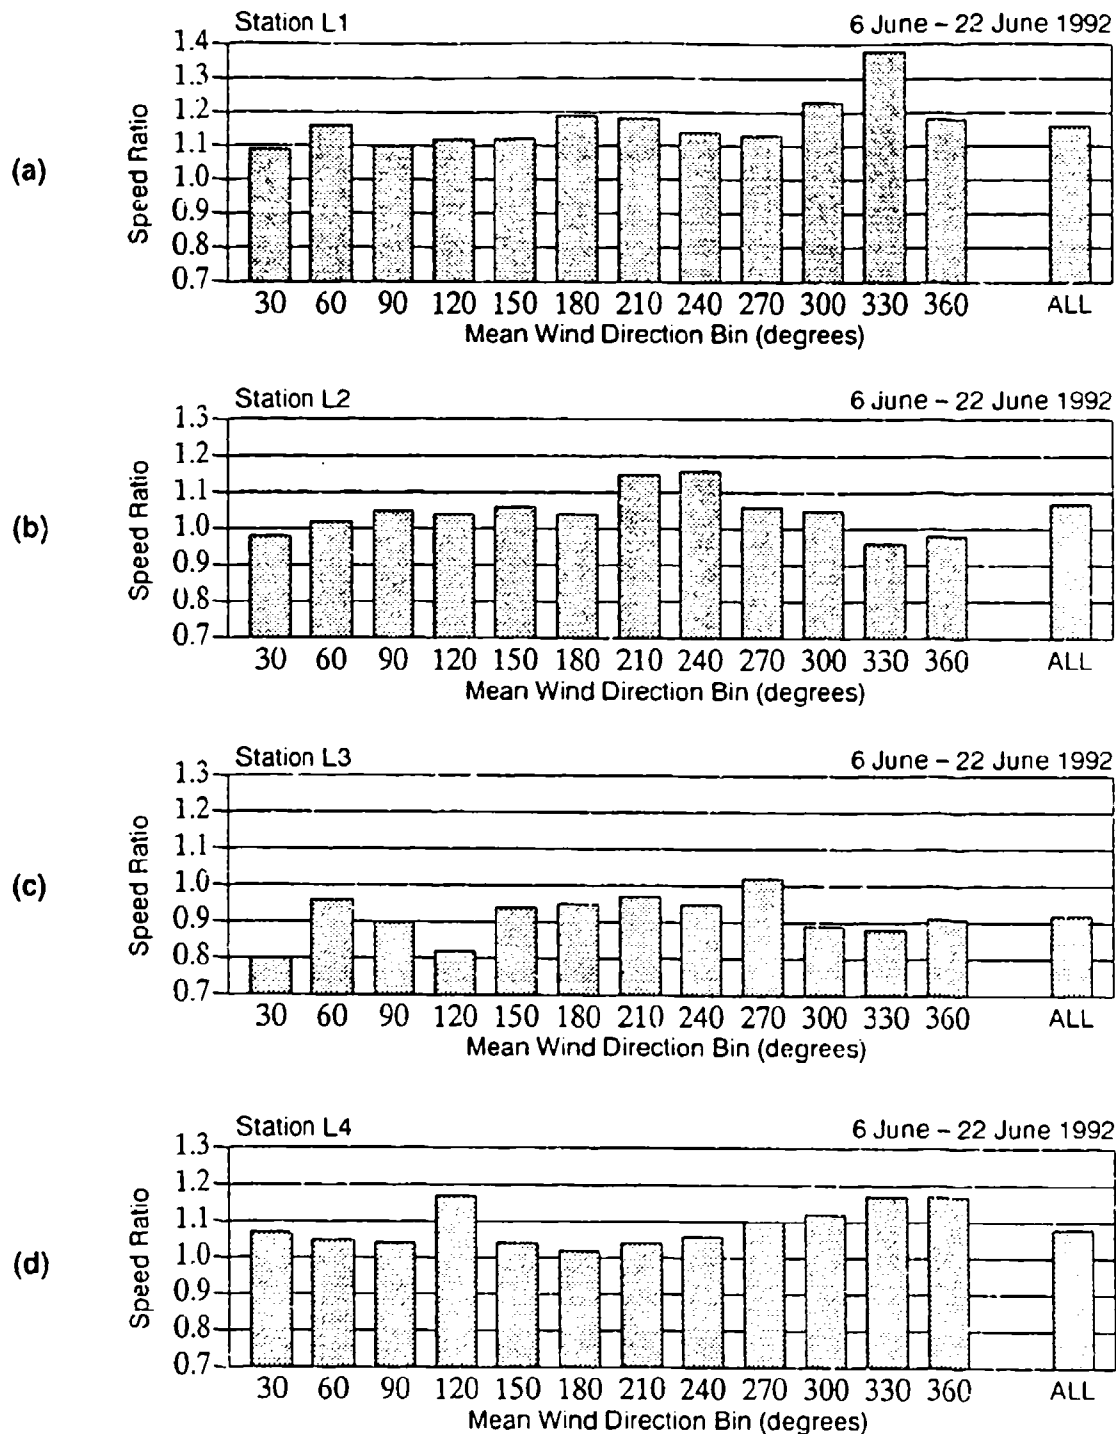 Station L1 6 June – 22 June 1992
1.4
1.3
1.2
1.1
1.0
0.9
0.8
0.7
Speed Ratio
(a)
30 60 90 120 150 180 210 240 270 300 330 360 ALL
Mean Wind Direction Bin (degrees)
Station L2 6 June – 22 June 1992
1.3
1.2
1.1
1.0
0.9
0.8
0.7
Speed Ratio
(b)
30 60 90 120 150 180 210 240 270 300 330 360 ALL
Mean Wind Direction Bin (degrees)
Station L3 6 June – 22 June 1992
1.3
1.2
1.1
1.0
0.9
0.8
0.7
Speed Ratio
(c)
30 60 90 120 150 180 210 240 270 300 330 360 ALL
Mean Wind Direction Bin (degrees)
Station L4 6 June – 22 June 1992
1.3
1.2
1.1
1.0
0.9
0.8
0.7
Speed Ratio
(d)
30 60 90 120 150 180 210 240 270 300 330 360 ALL
Mean Wind Direction Bin (degrees)